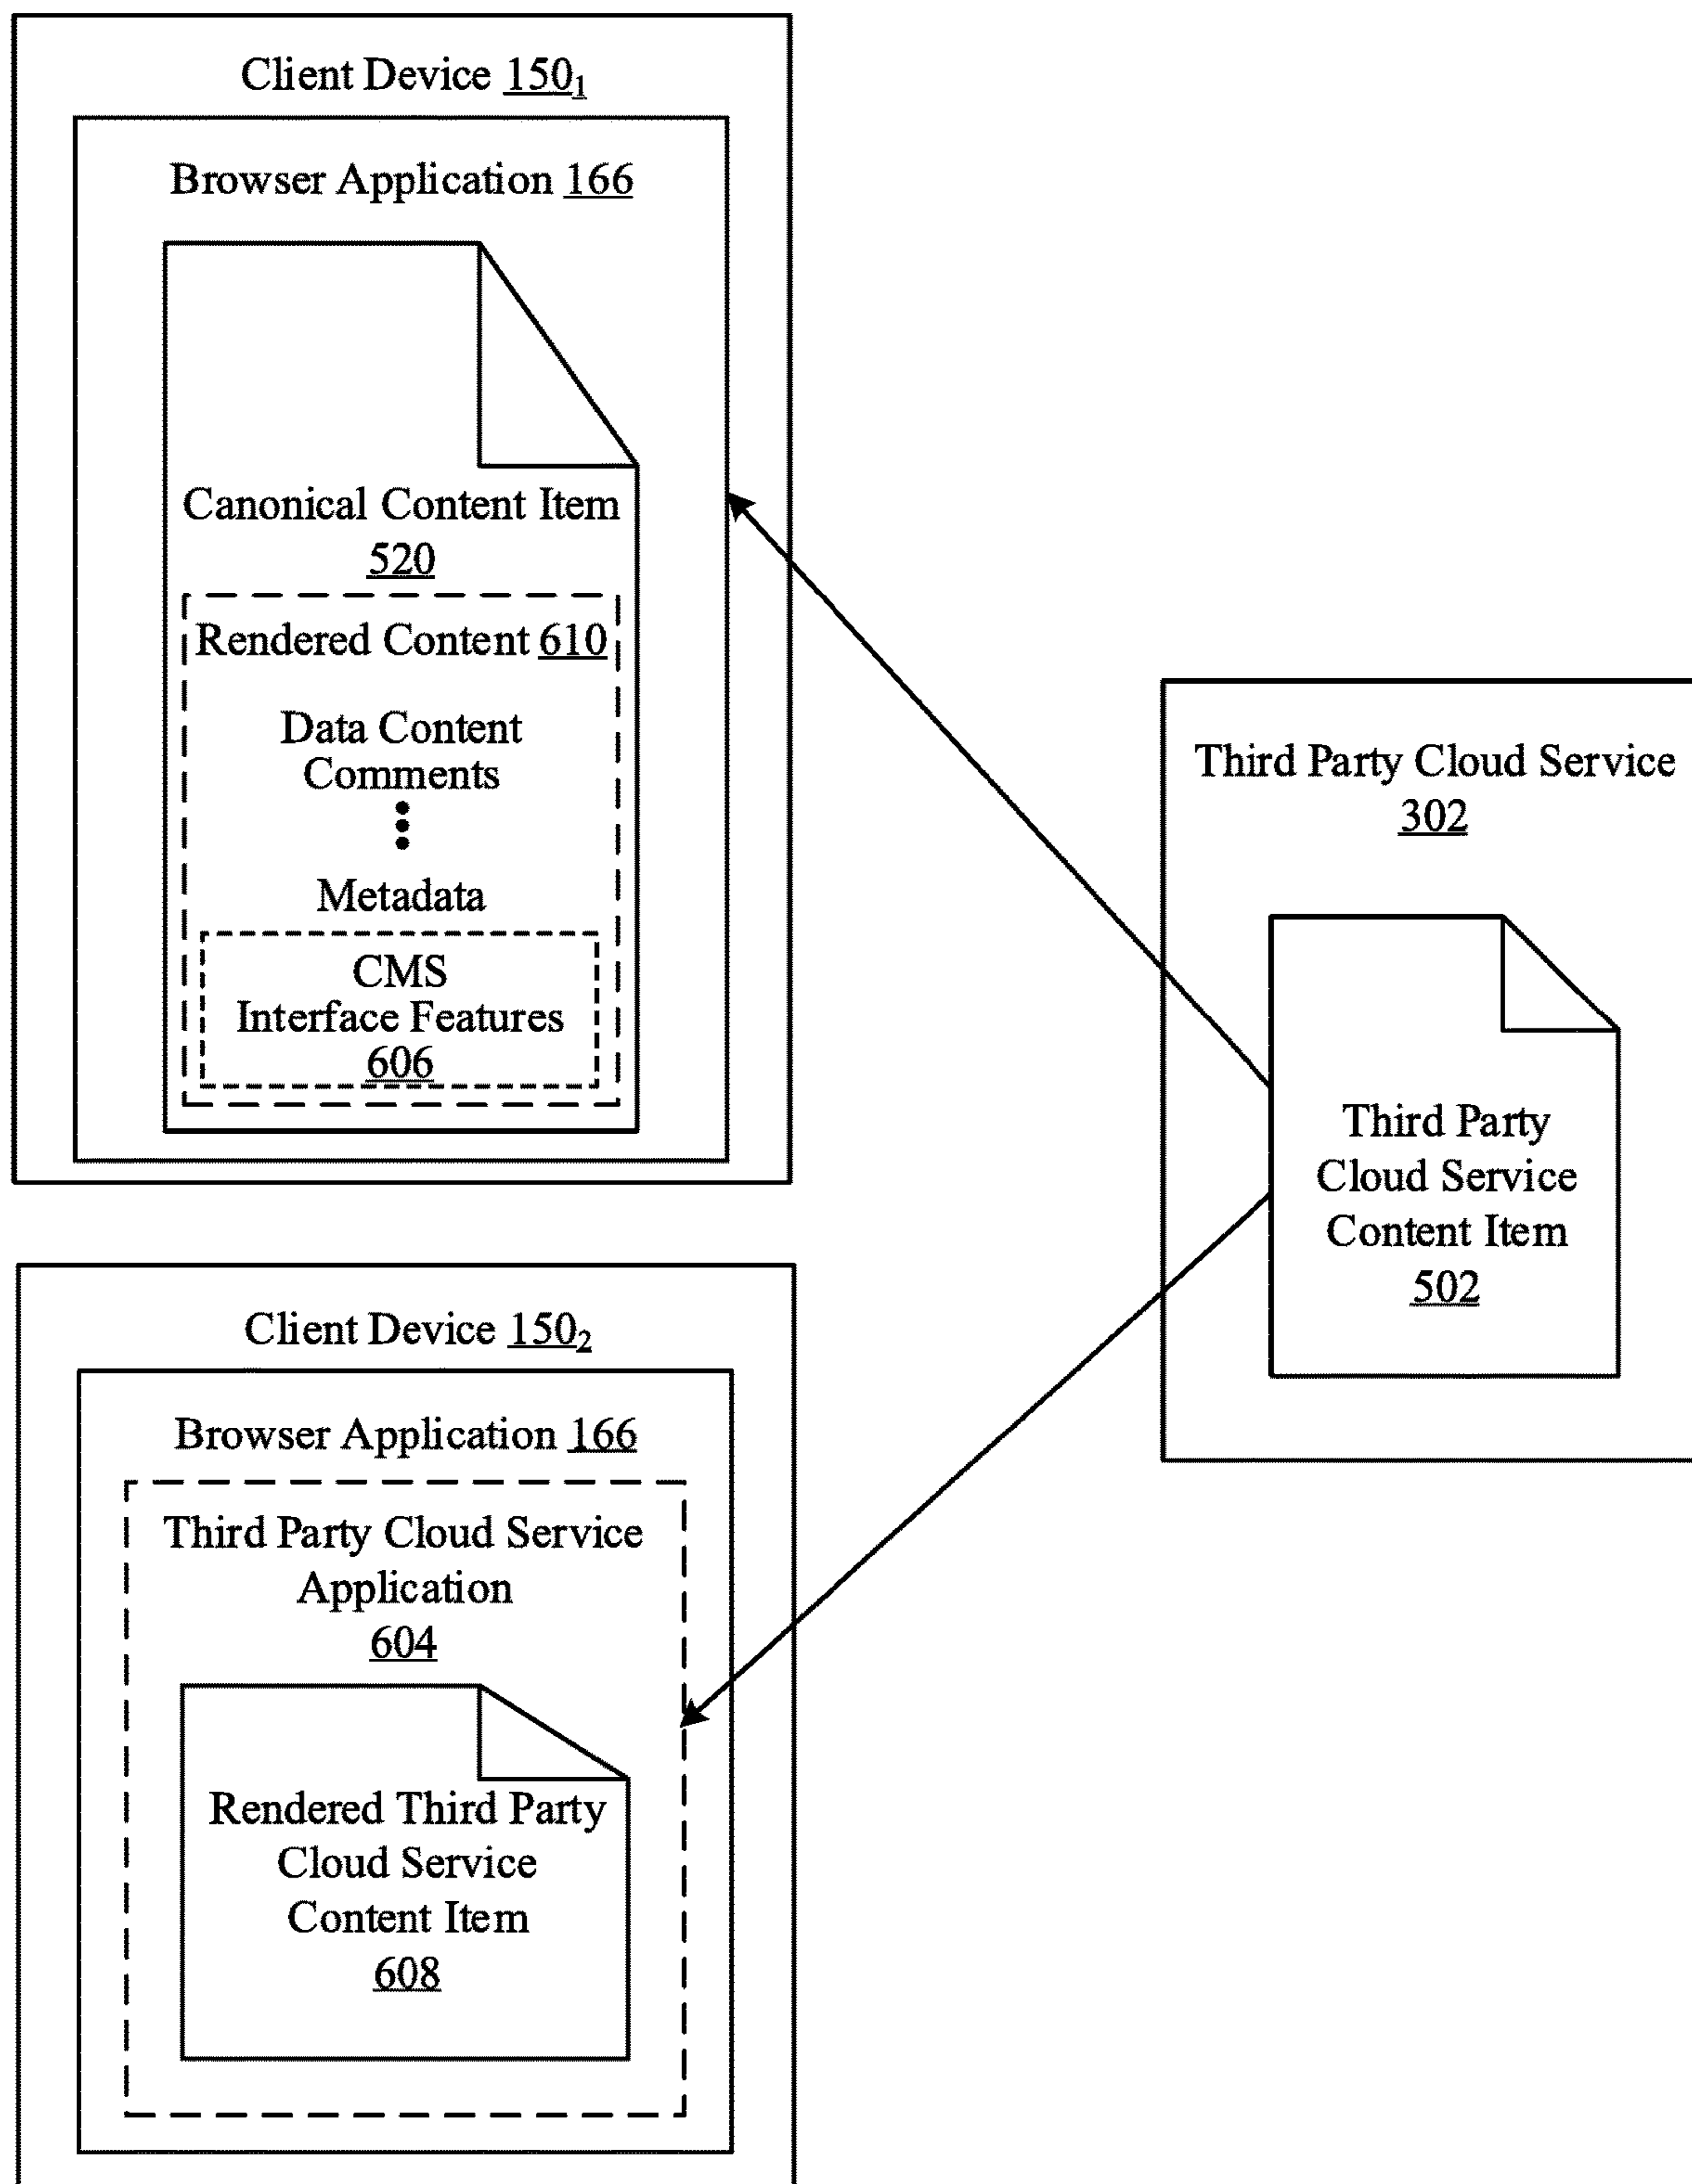 Client Device 150₁
Browser Application 166
Canonical Content Item
520
Rendered Content 610
Data Content
Comments
Metadata
CMS
Interface Features
606
Third Party Cloud Service
302
Third Party
Cloud Service
Content Item
502
Client Device 150₂
Browser Application 166
Third Party Cloud Service
Application
604
Rendered Third Party
Cloud Service
Content Item
608